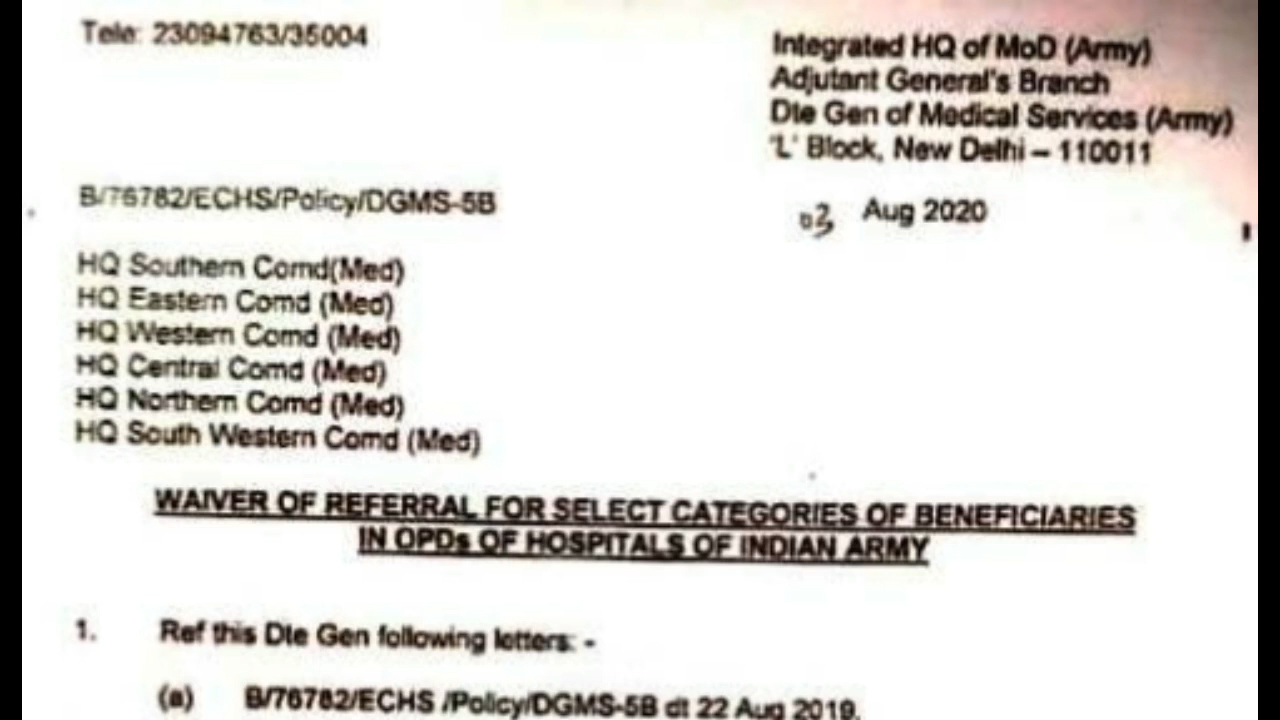 Tele: 23094763/35004
Integrated HQ of MoD (Army)
Adjutant General's Branch
Dte Gen of Medical Services (Army)
'L' Block, New Delhi – 110011
B/76782/ECHS/Policy/DGMS-5B
03 Aug 2020
HQ Southern Comd(Med)
HQ Eastern Comd (Med)
HQ Western Comd (Med)
HQ Central Comd (Med)
HQ Northern Comd (Med)
HQ South Western Comd (Med)
WAIVER OF REFERRAL FOR SELECT CATEGORIES OF BENEFICIARIES
IN OPDs OF HOSPITALS OF INDIAN ARMY
1. Ref this Dte Gen following letters: -
(a) B/76782/ECHS /Policy/DGMS-5B dt 22 Aug 2019.